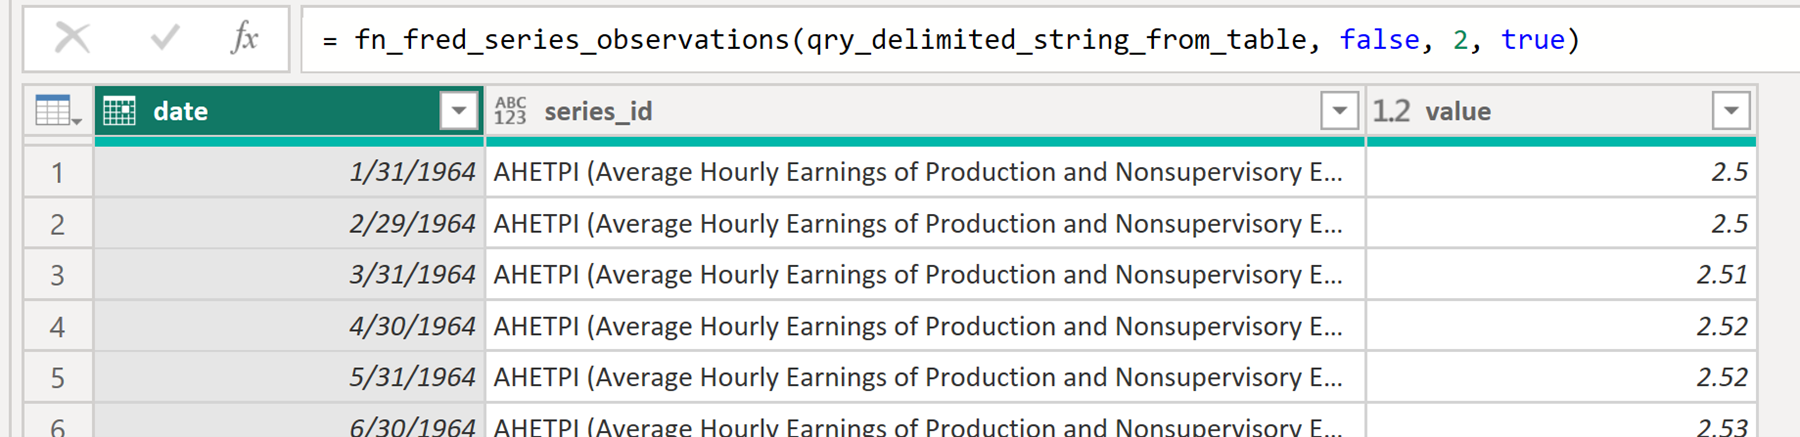 fx = fn_fred_series_observations(qry_delimited_string_from_table, false, 2, true)
date ABC 123 series_id 1.2 value
1 1/31/1964 AHETPI (Average Hourly Earnings of Production and Nonsupervisory E... 2.5
2 2/29/1964 AHETPI (Average Hourly Earnings of Production and Nonsupervisory E... 2.5
3 3/31/1964 AHETPI (Average Hourly Earnings of Production and Nonsupervisory E... 2.51
4 4/30/1964 AHETPI (Average Hourly Earnings of Production and Nonsupervisory E... 2.52
5 5/31/1964 AHETPI (Average Hourly Earnings of Production and Nonsupervisory E... 2.52
6 6/30/1964 AHETPI (Average Hourly Earnings of Production and Nonsupervisory E... 2.53